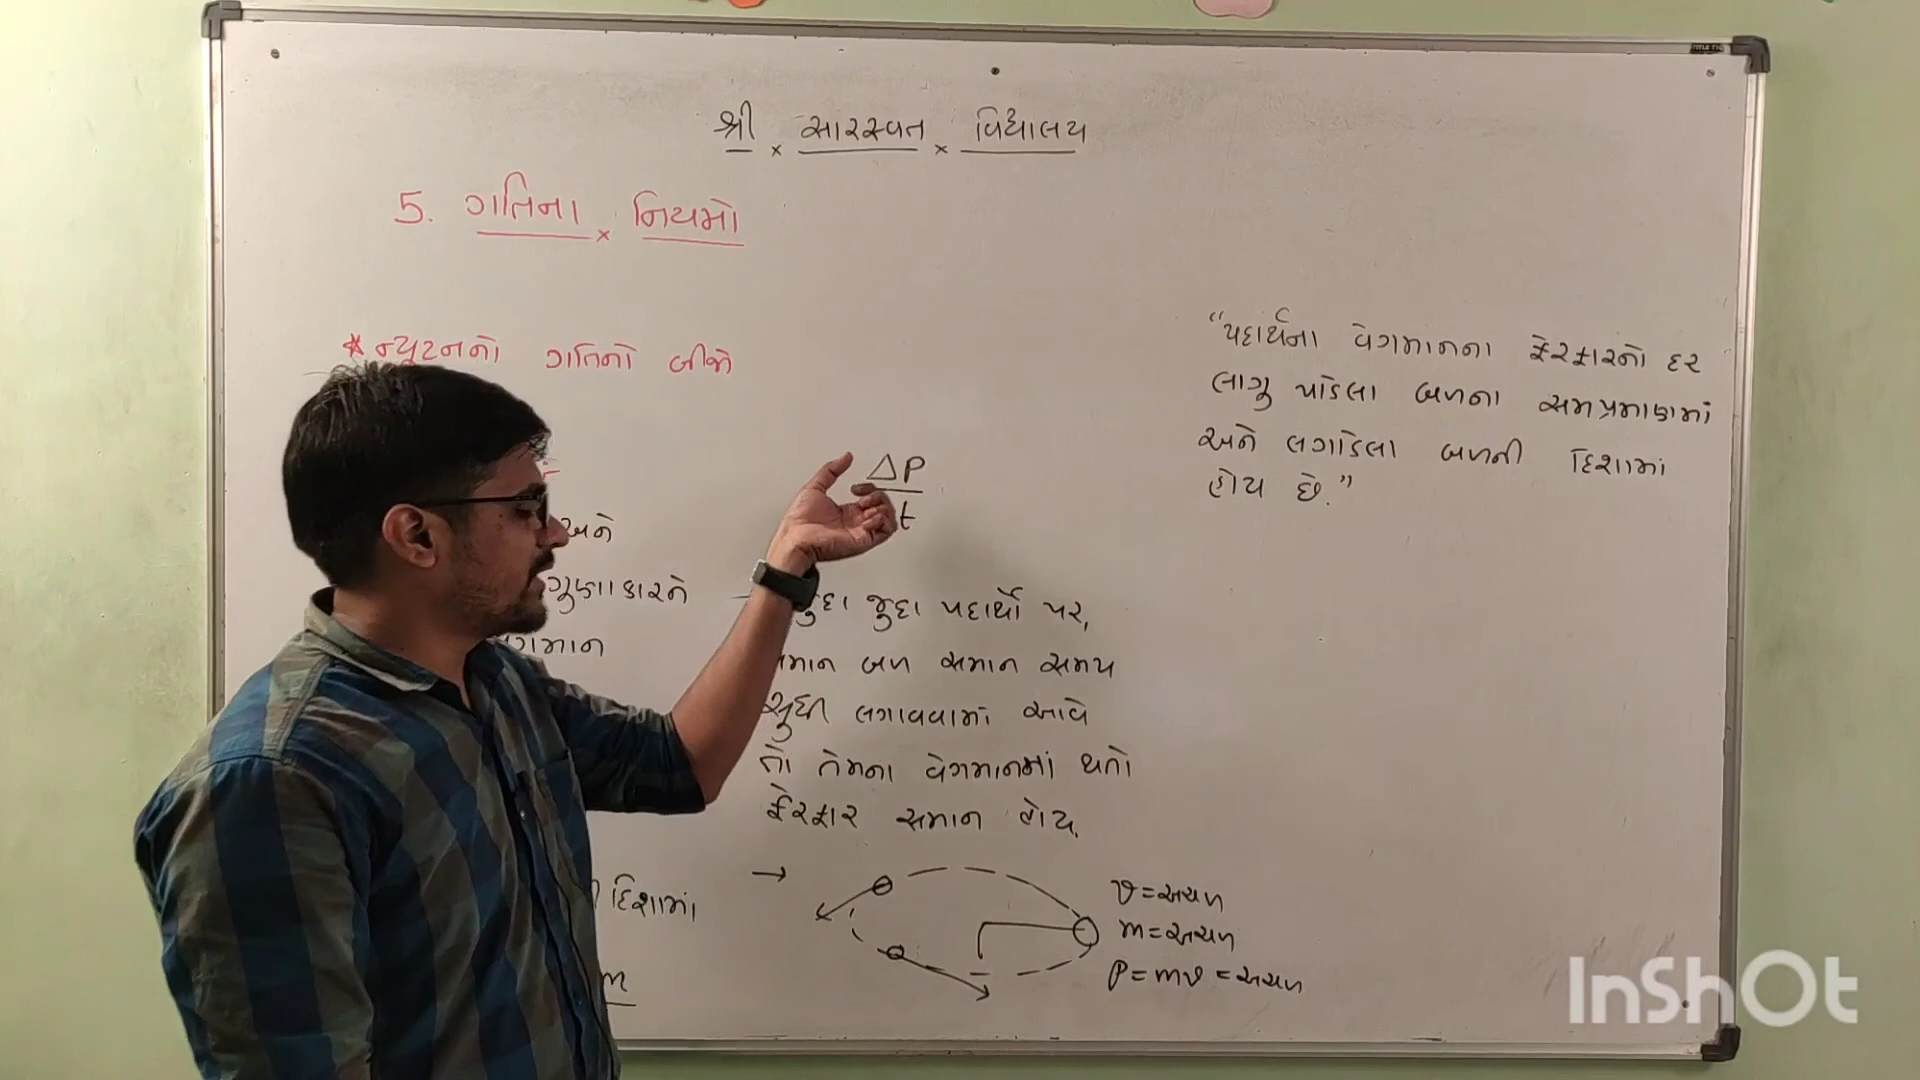 શ્રી × સારસ્વત × વિદ્યાલય
5. ગતિના × નિયમો
* ન્યૂટનનો ગતિનો બીજો
અને
ગુણાકારને
દિશામાં
m
ΔP
t
જુદા પદાર્થો પર,
બળ સમાન સમય
સુધી લગાવવામાં આવે
તો તેમના વેગમાનમાં થતો
ફેરફાર સમાન હોય.
→
v = અચળ
m = અચળ
P = mv = અચળ
“પદાર્થના વેગમાનના ફેરફારનો દર
લાગુ પાડેલા બળના સમપ્રમાણમાં
અને લગાડેલા બળની દિશામાં
હોય છે.”
InShOt